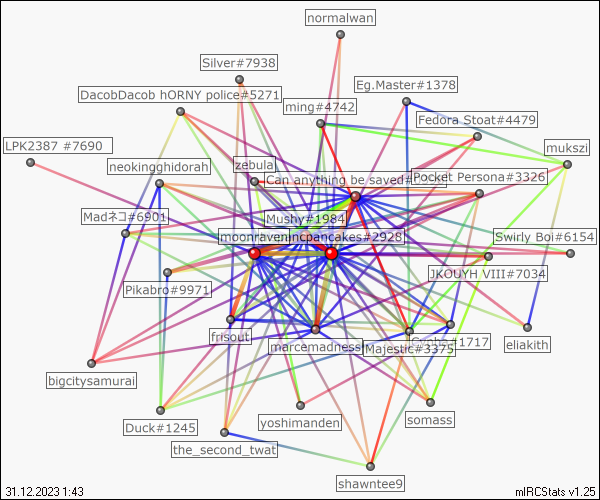 normalwan
Silver#7938
Eg.Master#1378
DacobDacob hORNY police#5271
ming#4742
Fedora Stoat#4479
LPK2387 #7690
mukszi
neokingghidorah
zebula
Can anything be saved#
Pocket Persona#3326
Madネコ#6901
Mushy#1984
moonraven
incpancakes#2928
Swirly Boi#6154
Pikabro#9971
JKOUYH VIII#7034
frisout
marcemadness
Majestic#3375
#1717
eliakith
bigcitysamurai
Duck#1245
yoshimanden
somass
the_second_twat
shawntee9
31.12.2023 1:43
mIRCStats v1.25